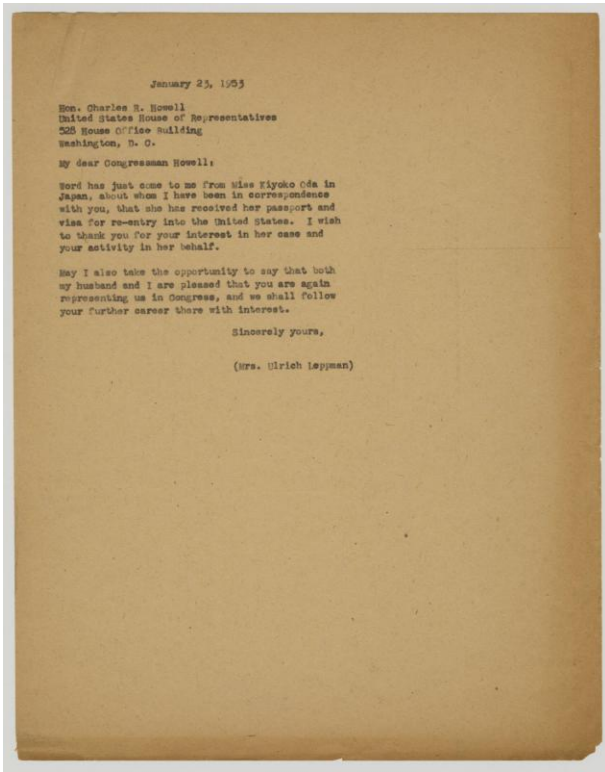 January 23, 1953
Hon. Charles R. Howell
United States House of Representatives
528 House Office Building
Washington, D. C.
My dear Congressman Howell:
Word has just come to me from Miss Kiyoko Oda in
Japan, about whom I have been in correspondence
with you, that she has received her passport and
visa for re-entry into the United States.  I wish
to thank you for your interest in her case and
your activity in her behalf.
May I also take the opportunity to say that both
my husband and I are pleased that you are again
representing us in Congress, and we shall follow
your further career there with interest.
Sincerely yours,
(Mrs. Ulrich Leppman)